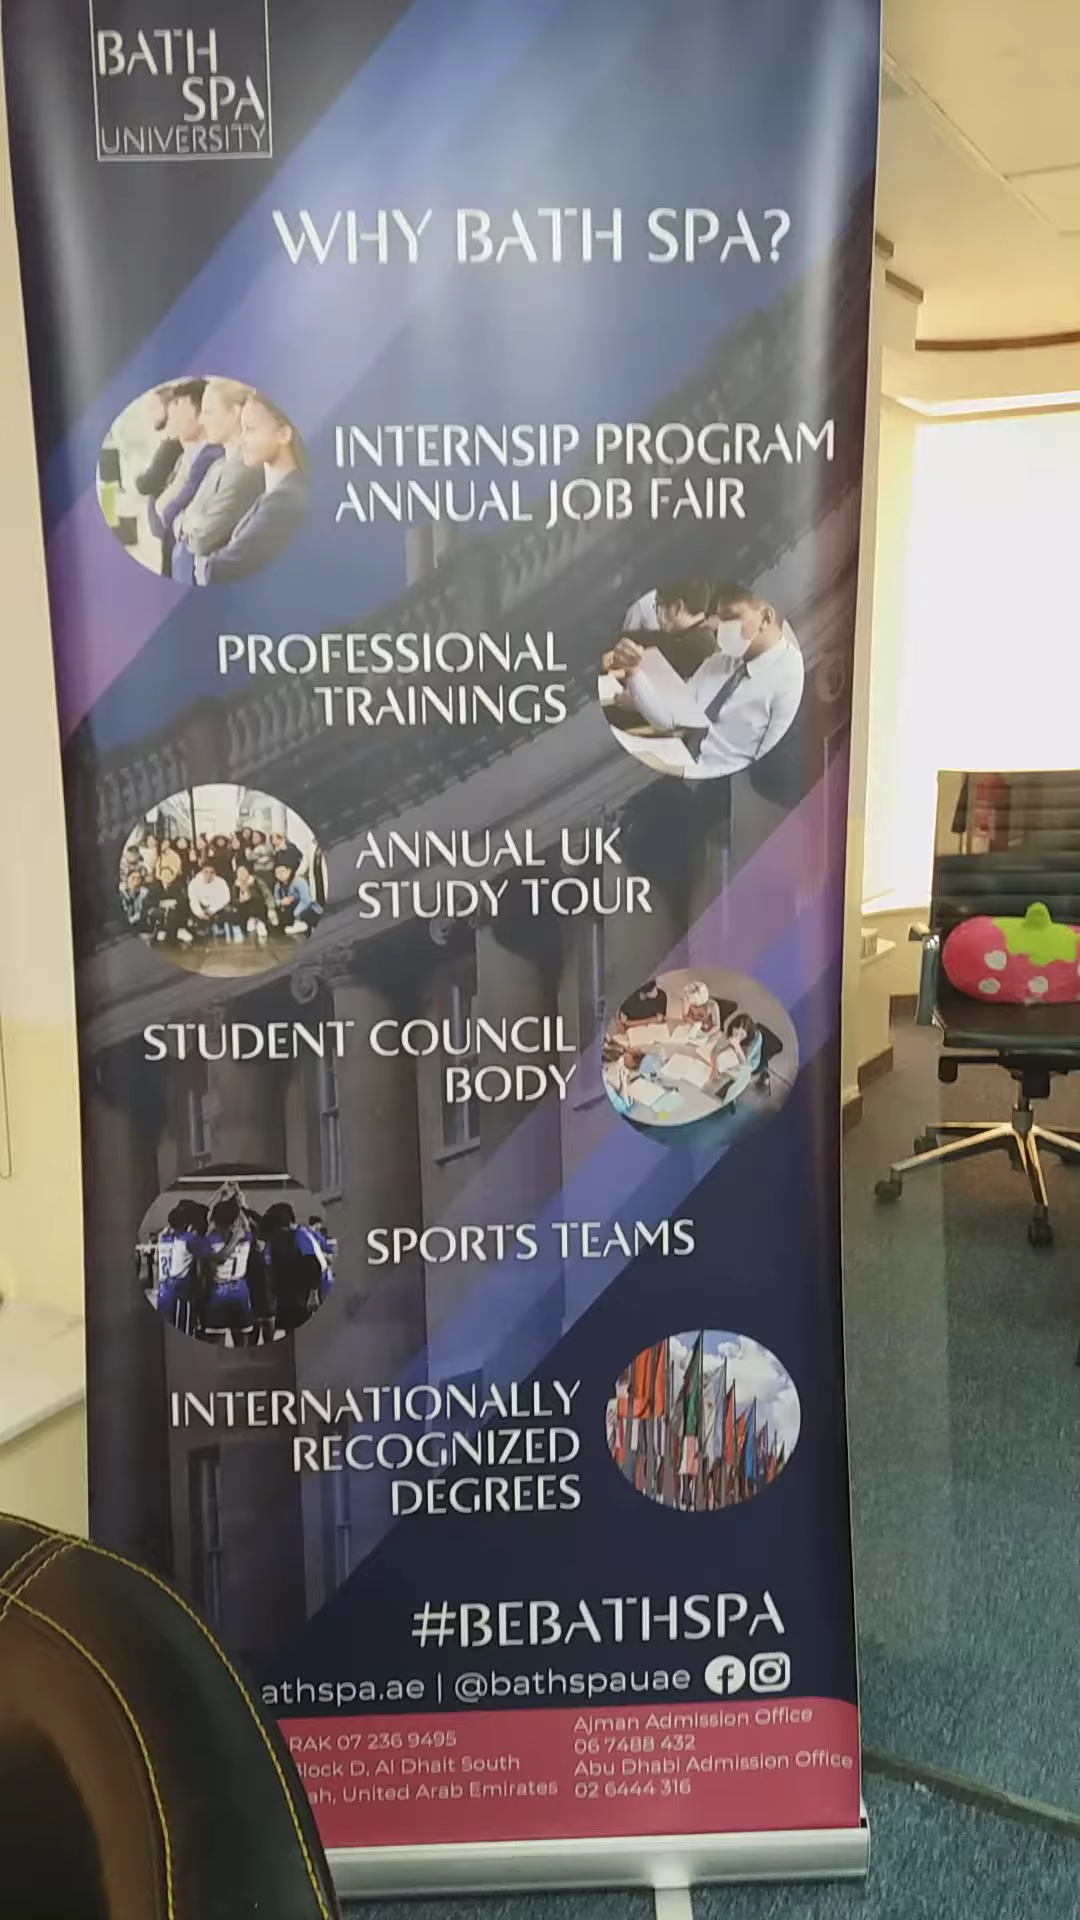 BATH
SPA
UNIVERSITY
WHY BATH SPA?
INTERNSIP PROGRAM
ANNUAL JOB FAIR
PROFESSIONAL
TRAININGS
ANNUAL UK
STUDY TOUR
STUDENT COUNCIL
BODY
SPORTS TEAMS
INTERNATIONALLY
RECOGNIZED
DEGREES
#BEBATHSPA
athspa.ae | @bathspauae
RAK 07 236 9495
lock D, Al Dhait South
ah, United Arab Emirates
Ajman Admission Office
06 7488 432
Abu Dhabi Admission Office
02 6444 316